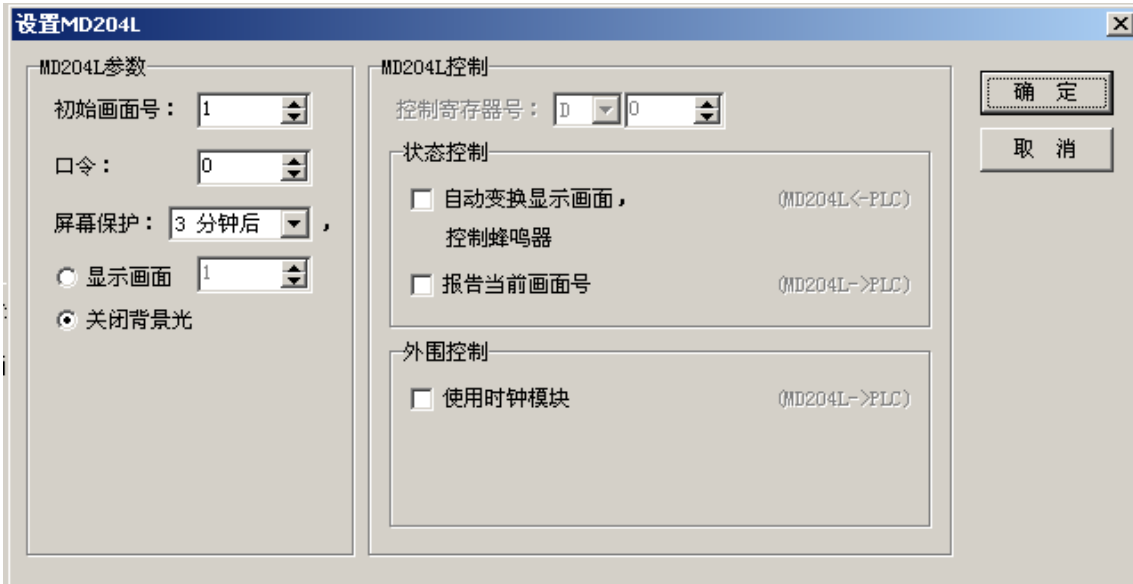 设置MD204L
MD204L参数
初始画面号： 1
口令： 0
屏幕保护： 3 分钟后 ，
显示画面 1
关闭背景光
MD204L控制
控制寄存器号： D 0
状态控制
自动变换显示画面， (MD204L<-PLC)
控制蜂鸣器
报告当前画面号 (MD204L->PLC)
外围控制
使用时钟模块 (MD204L->PLC)
确 定
取 消